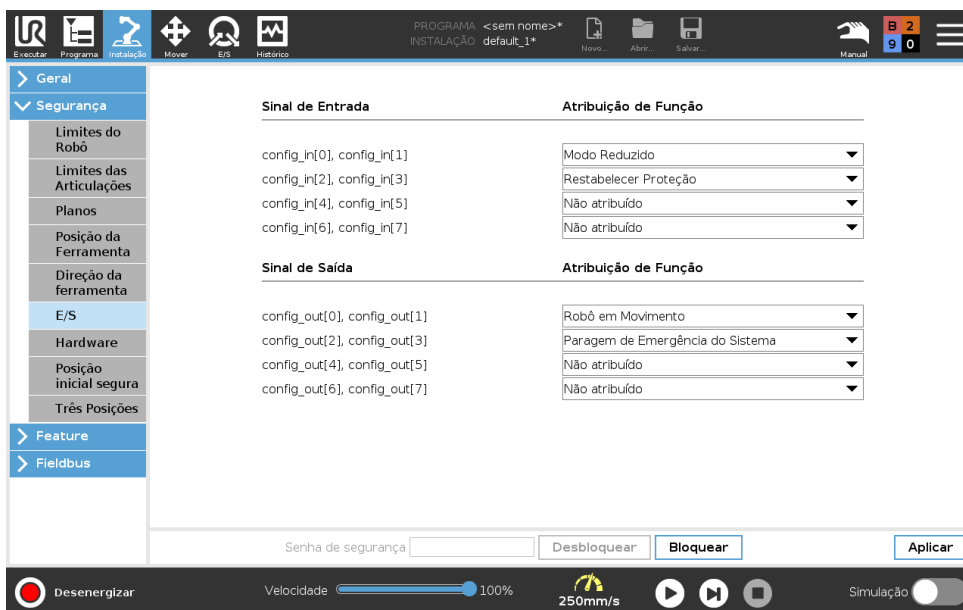 PROGRAMA <sem nome>*
INSTALAÇÃO default_1*
UR
Executar Programa Instalação Mover E/S Histórico Novo... Abrir... Salvar... Manual
B 2
9 0
Geral
Segurança
Limites do
Robô
Limites das
Articulações
Planos
Posição da
Ferramenta
Direção da
ferramenta
E/S
Hardware
Posição
inicial segura
Três Posições
Feature
Fieldbus
Sinal de Entrada Atribuição de Função
config_in[0], config_in[1] Modo Reduzido
config_in[2], config_in[3] Restabelecer Proteção
config_in[4], config_in[5] Não atribuído
config_in[6], config_in[7] Não atribuído
Sinal de Saída Atribuição de Função
config_out[0], config_out[1] Robô em Movimento
config_out[2], config_out[3] Paragem de Emergência do Sistema
config_out[4], config_out[5] Não atribuído
config_out[6], config_out[7] Não atribuído
Senha de segurança Desbloquear Bloquear Aplicar
Desenergizar Velocidade 100% 250mm/s Simulação